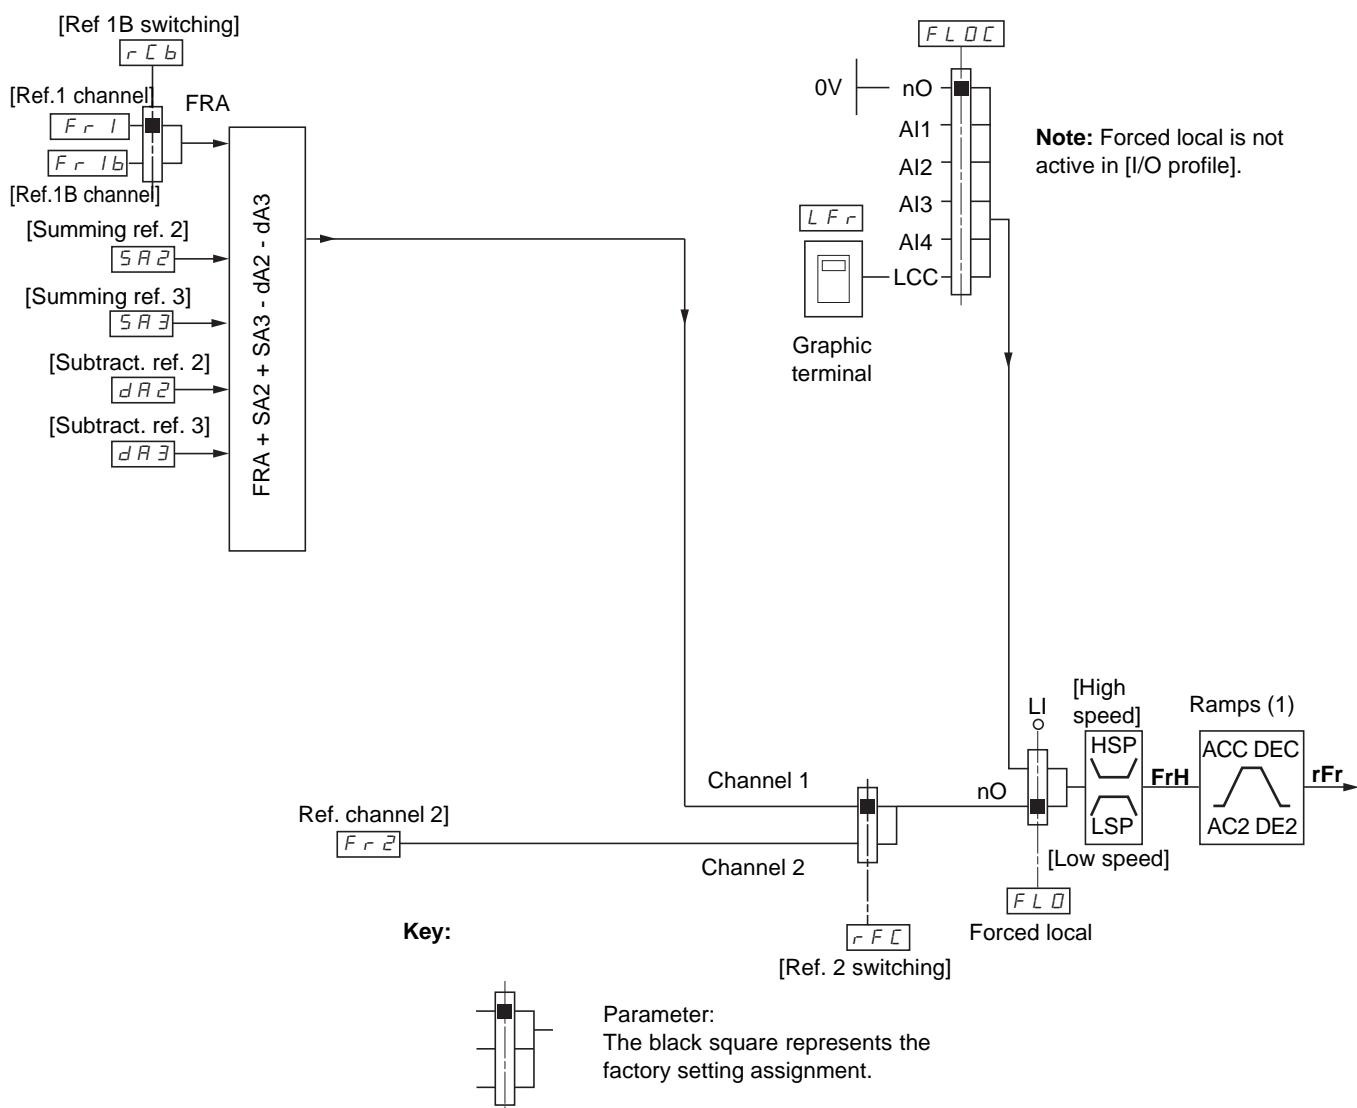 [Ref 1B switching]
rCb
[Ref.1 channel]
FRA
Fr1
Fr1b
[Ref.1B channel]
[Summing ref. 2]
SA2
[Summing ref. 3]
SA3
[Subtract. ref. 2]
dA2
[Subtract. ref. 3]
dA3
FRA + SA2 + SA3 - dA2 - dA3
FLOC
0V
nO
AI1
AI2
AI3
AI4
LCC
LFr
Graphic
terminal
Note: Forced local is not
active in [I/O profile].
Channel 1
Ref. channel 2]
Fr2
Channel 2
rFC
[Ref. 2 switching]
nO
LI
FLO
Forced local
[High
speed]
HSP
LSP
[Low speed]
FrH
Ramps (1)
ACC DEC
AC2 DE2
rFr
Key:
Parameter:
The black square represents the
factory setting assignment.